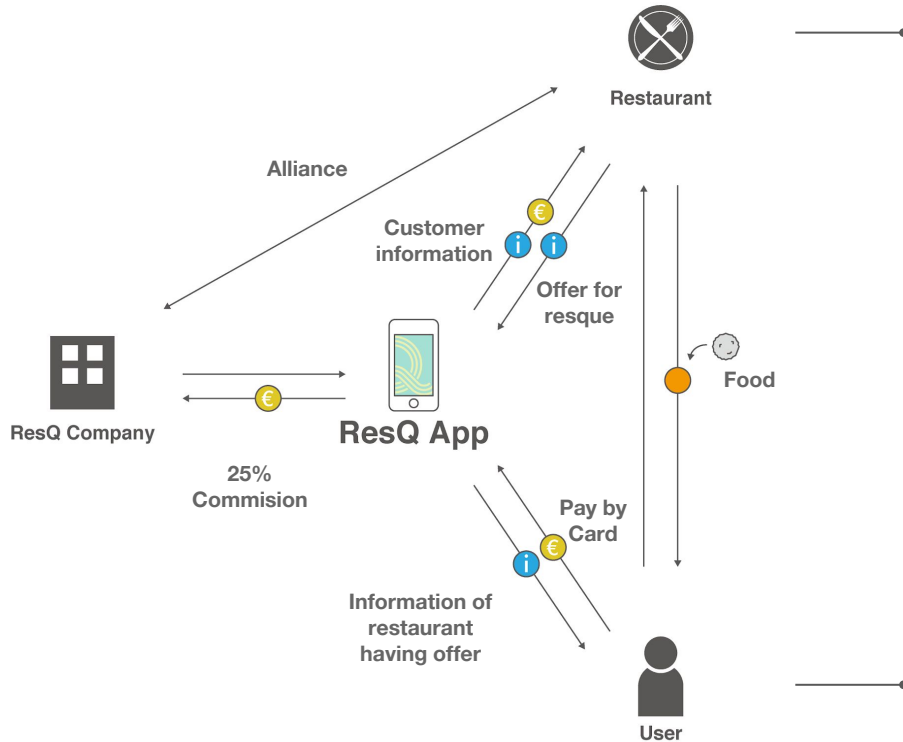 Restaurant
Alliance
€
Customer
information
i
i
Offer for
resque
Food
ResQ Company
€
ResQ App
25%
Commision
Pay by
Card
€
i
Information of
restaurant
having offer
User